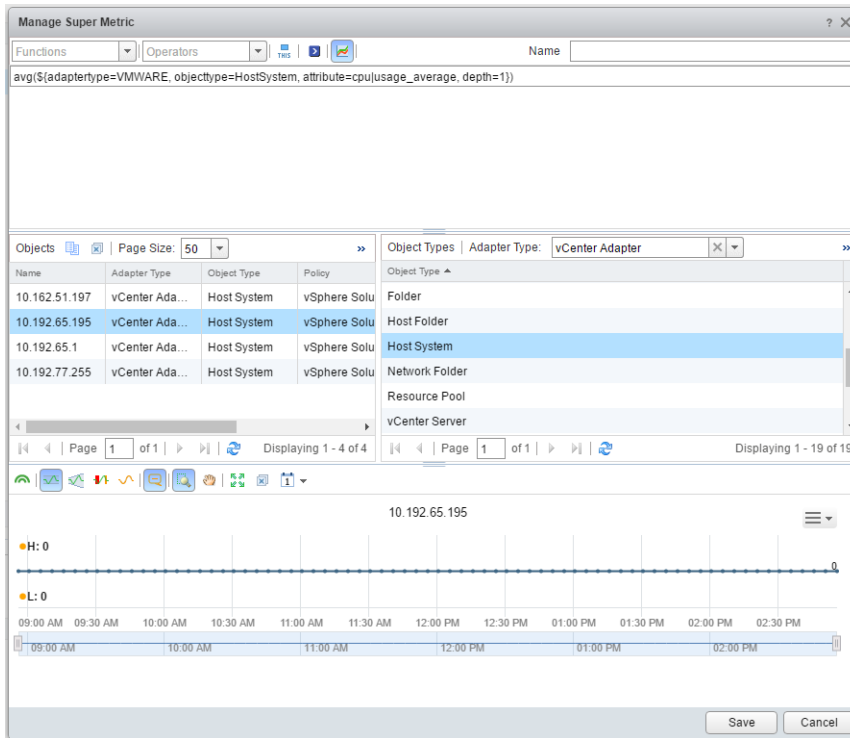 Manage Super Metric ?
Functions Operators THIS Name
avg(${adaptertype=VMWARE, objecttype=HostSystem, attribute=cpu|usage_average, depth=1})
Objects Page Size: 50 »
Name Adapter Type Object Type Policy
10.162.51.197 vCenter Ada... Host System vSphere Solu
10.192.65.195 vCenter Ada... Host System vSphere Solu
10.192.65.1 vCenter Ada... Host System vSphere Solu
10.192.77.255 vCenter Ada... Host System vSphere Solu
Page 1 of 1 Displaying 1 - 4 of 4
Object Types Adapter Type: vCenter Adapter »
Object Type
Folder
Host Folder
Host System
Network Folder
Resource Pool
vCenter Server
Page 1 of 1 Displaying 1 - 19 of 19
1
10.192.65.195
H: 0
0
L: 0
09:00 AM 09:30 AM 10:00 AM 10:30 AM 11:00 AM 11:30 AM 12:00 PM 12:30 PM 01:00 PM 01:30 PM 02:00 PM 02:30 PM
09:00 AM 10:00 AM 11:00 AM 12:00 PM 01:00 PM 02:00 PM
Save Cancel